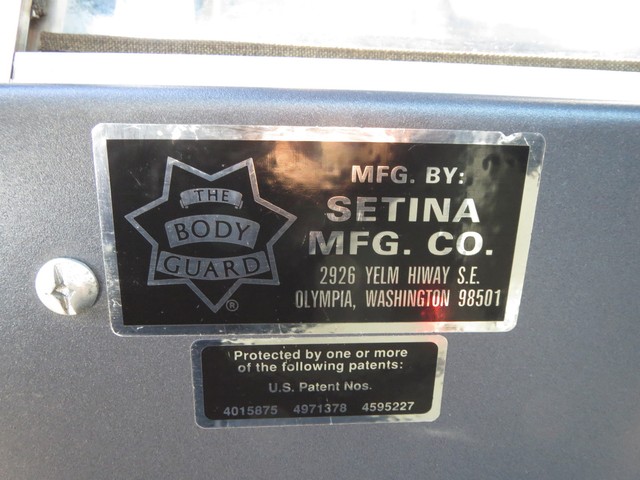 THE
BODY
GUARD
®
MFG. BY:
SETINA
MFG. CO.
2926 YELM HIWAY S.E.
OLYMPIA, WASHINGTON 98501
Protected by one or more
of the following patents:
U.S. Patent Nos.
4015875 4971378 4595227